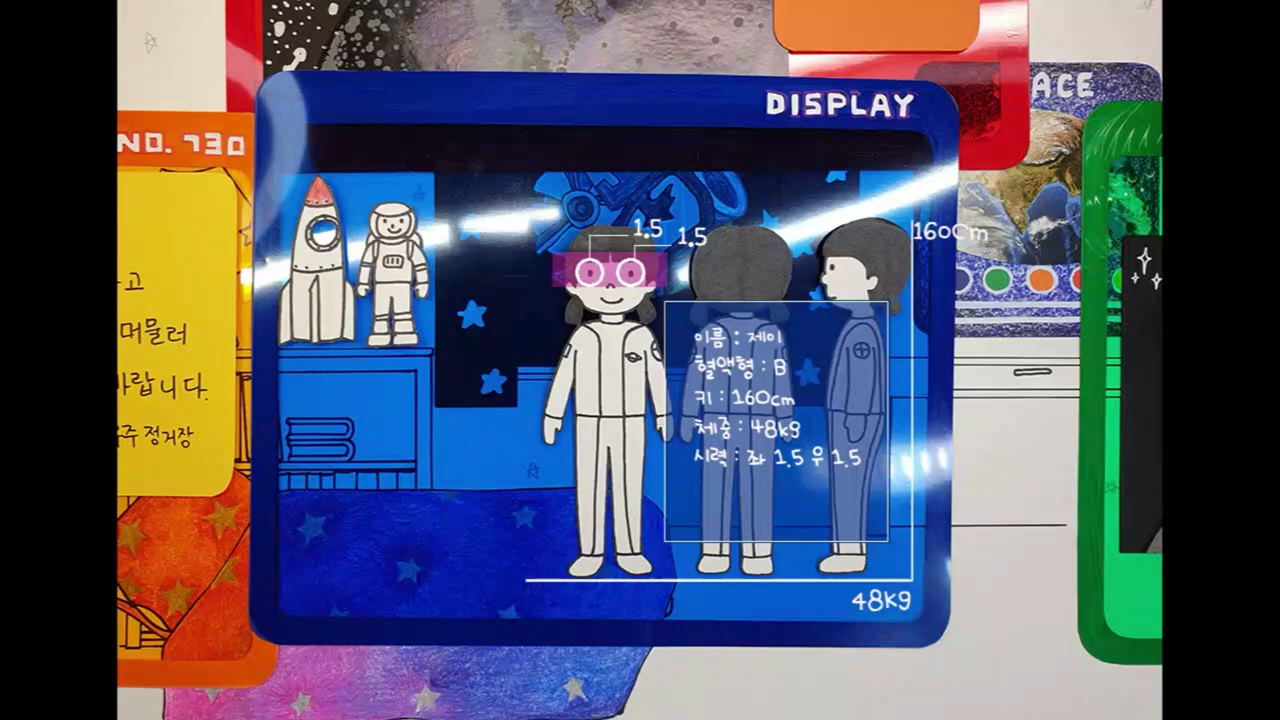 DISPLAY
ACE
NO. 730
고
머물러
바랍니다.
우주 정거장
1.5
1.5
160cm
이름 : 제이
혈액형 : B
키 : 160cm
체중 : 48kg
시력 : 좌 1.5 우 1.5
48kg